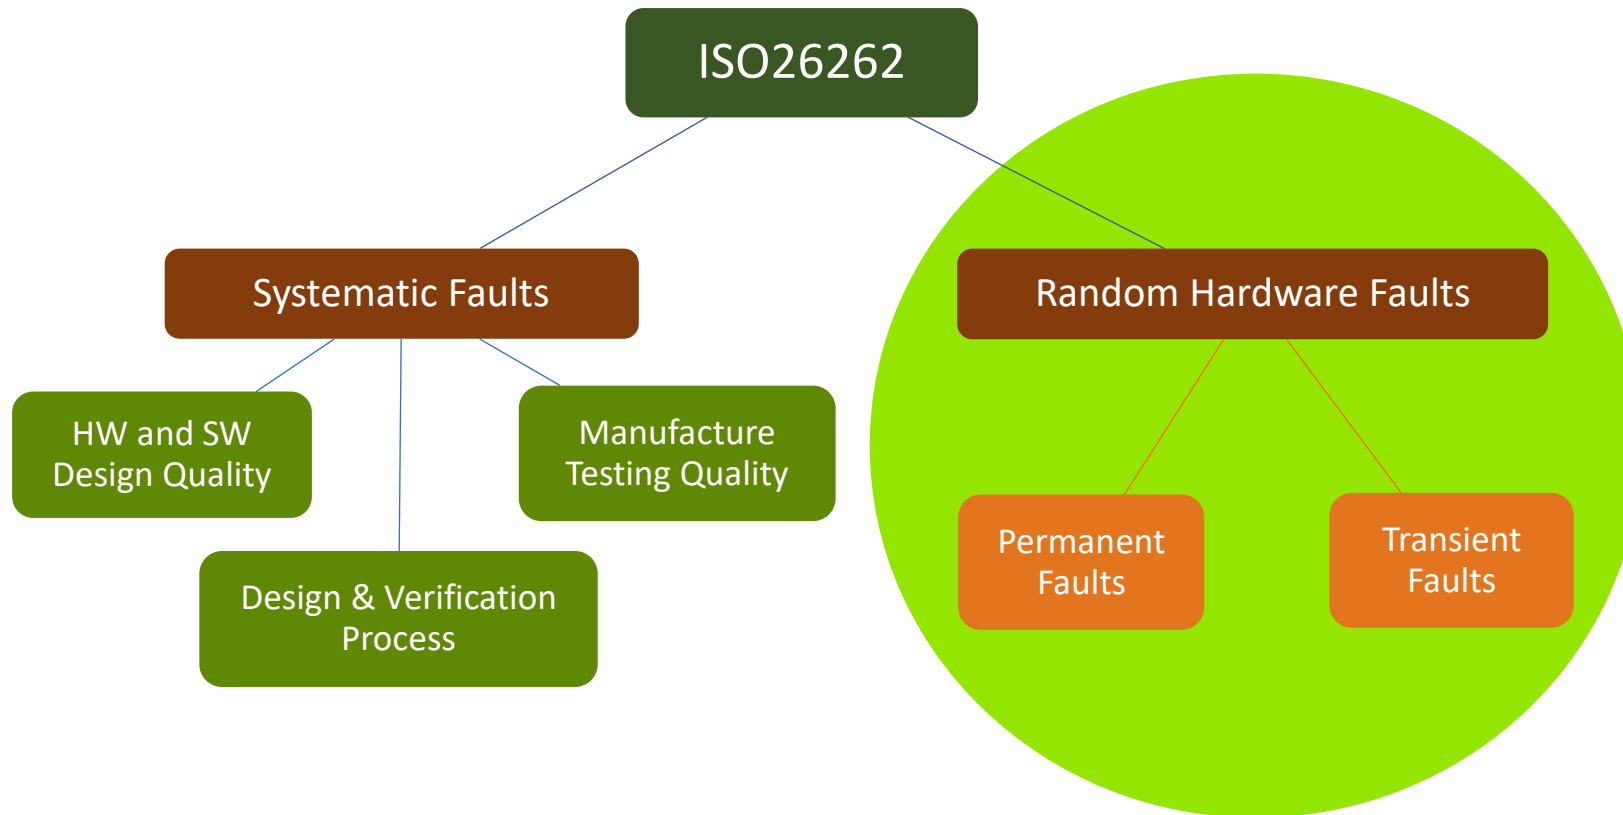 ISO26262
Systematic Faults
Random Hardware Faults
HW and SW
Design Quality
Manufacture
Testing Quality
Design & Verification
Process
Permanent
Faults
Transient
Faults